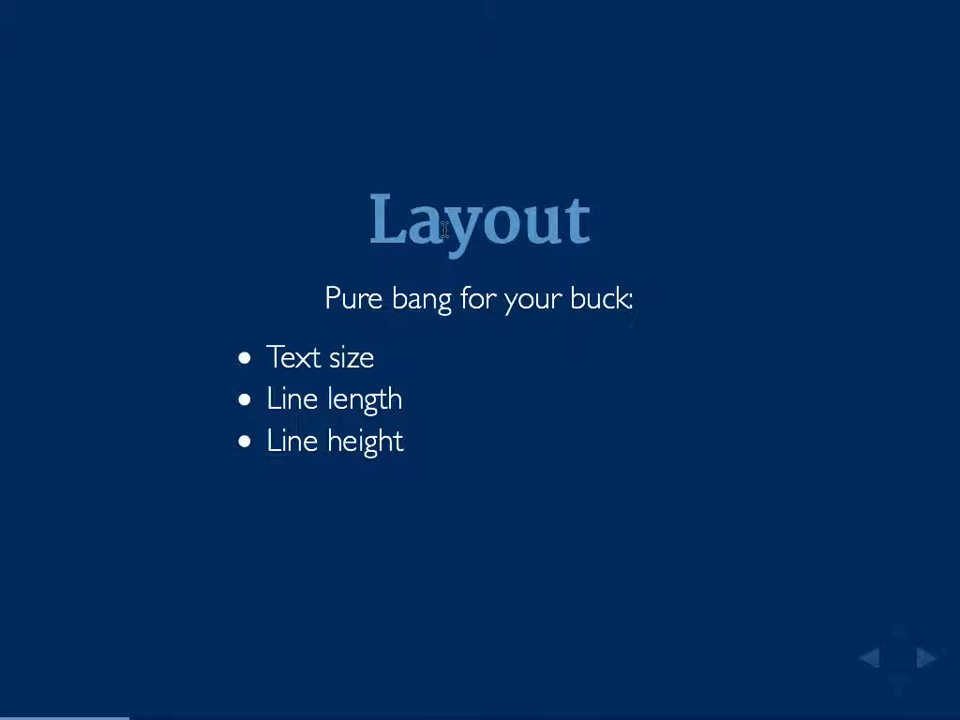 Layout
Pure bang for your buck:
• Text size
• Line length
• Line height